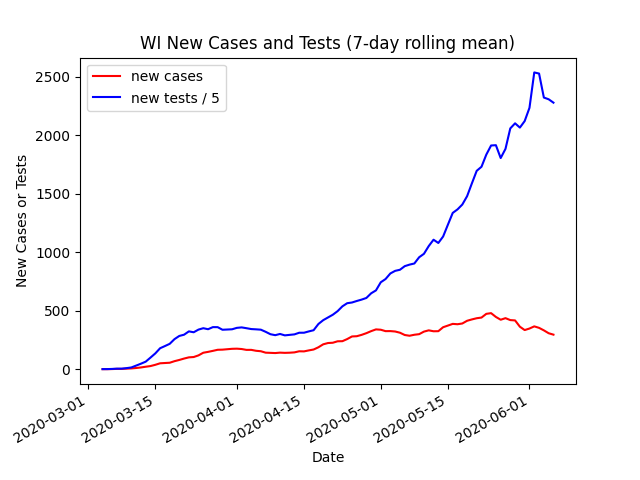 WI New Cases and Tests (7-day rolling mean)
new cases
new tests / 5
New Cases or Tests
2500
2000
1500
1000
500
0
2020-03-01
2020-03-15
2020-04-01
2020-04-15
2020-05-01
2020-05-15
2020-06-01
Date